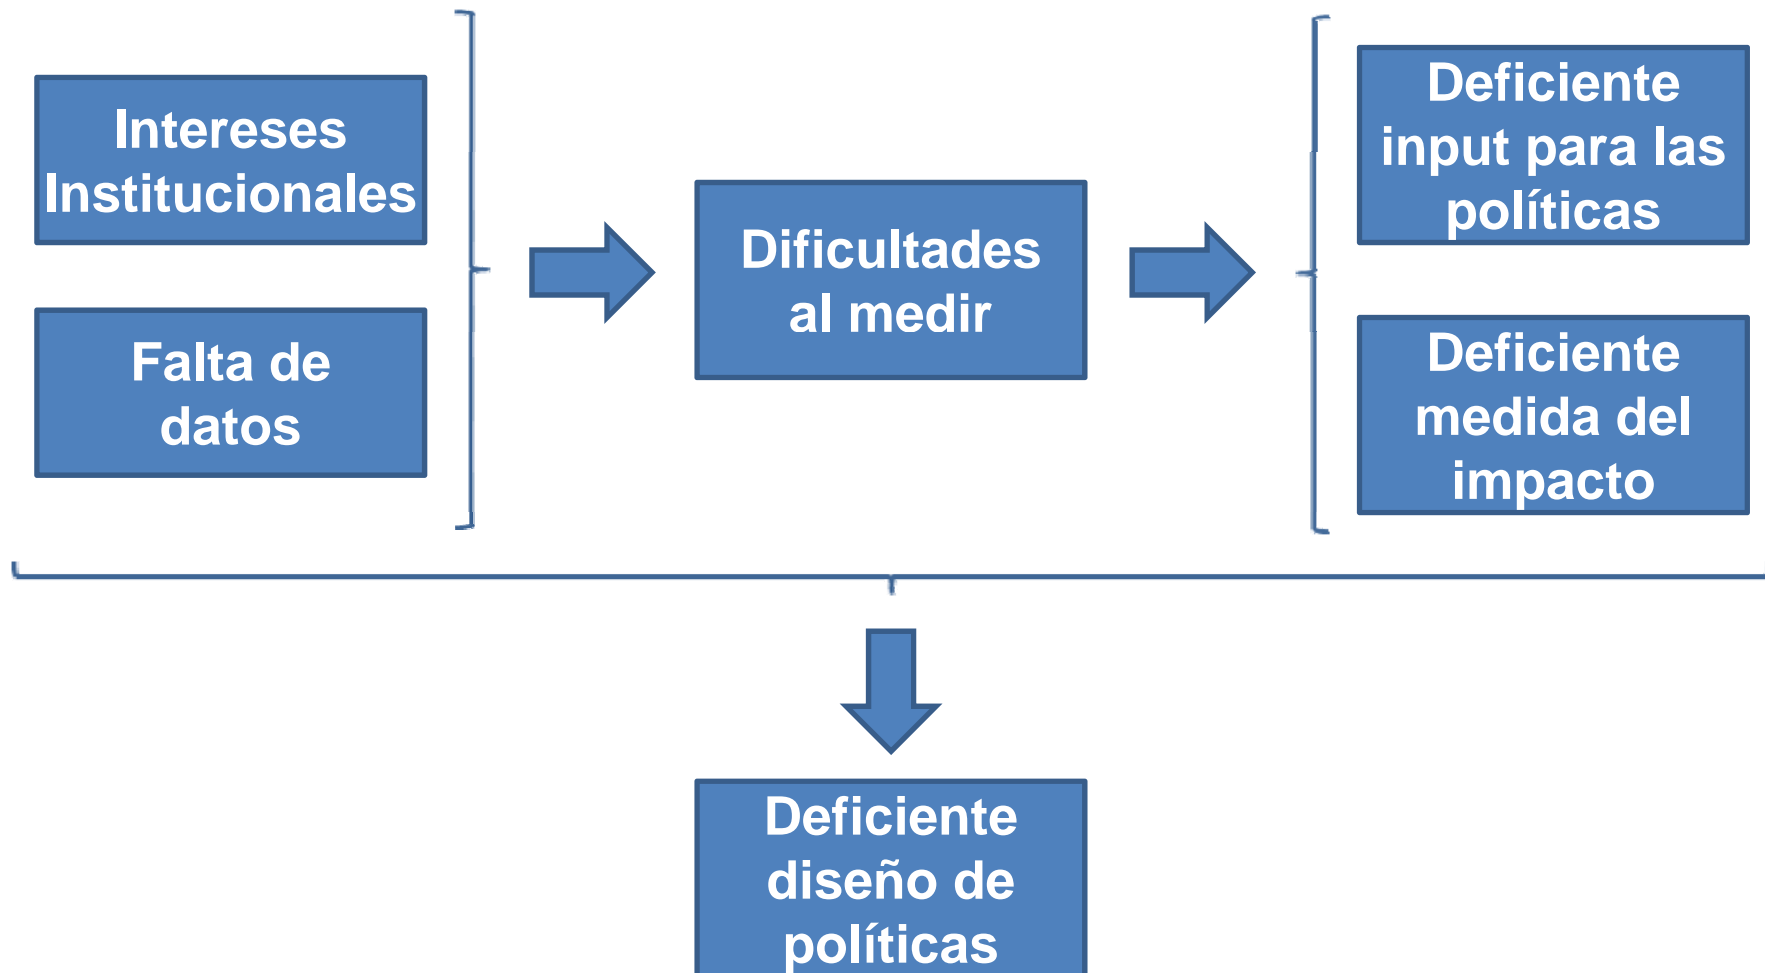 Intereses
Institucionales
Falta de
datos
Dificultades
al medir
Deficiente
input para las
políticas
Deficiente
medida del
impacto
Deficiente
diseño de
políticas